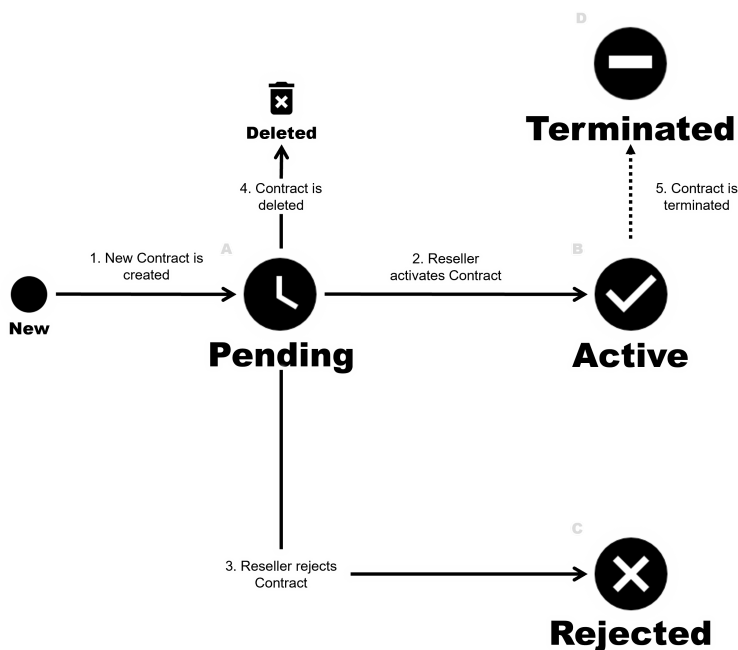 D
Terminated
Deleted
4. Contract is
deleted
5. Contract is
terminated
A
B
1. New Contract is
created
2. Reseller
activates Contract
New
Pending
Active
C
3. Reseller rejects
Contract
Rejected